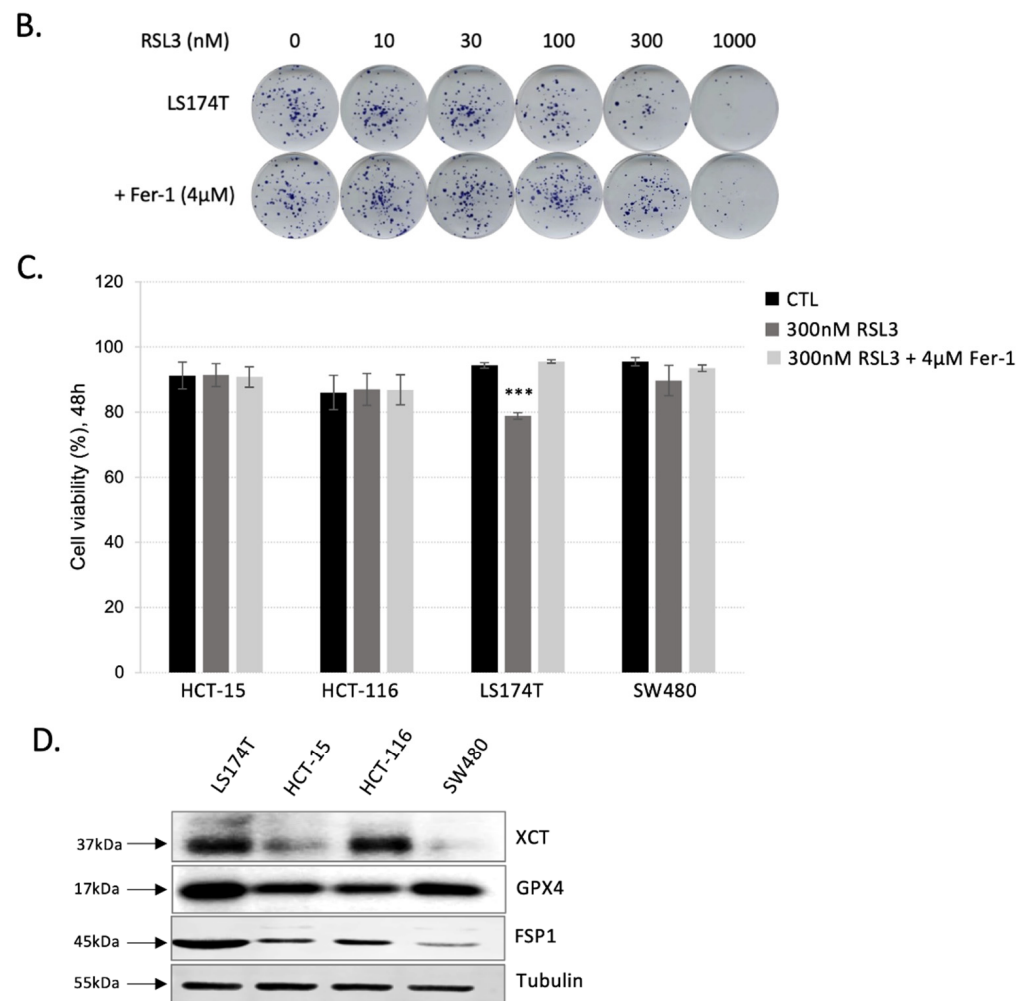 B.
RSL3 (nM) 0 10 30 100 300 1000
LS174T
+ Fer-1 (4µM)
C.
120
100
80
60
40
20
0
Cell viability (%), 48h
***
CTL
300nM RSL3
300nM RSL3 + 4µM Fer-1
HCT-15 HCT-116 LS174T SW480
D.
LS174T HCT-15 HCT-116 SW480
37kDa XCT
17kDa GPX4
45kDa FSP1
55kDa Tubulin